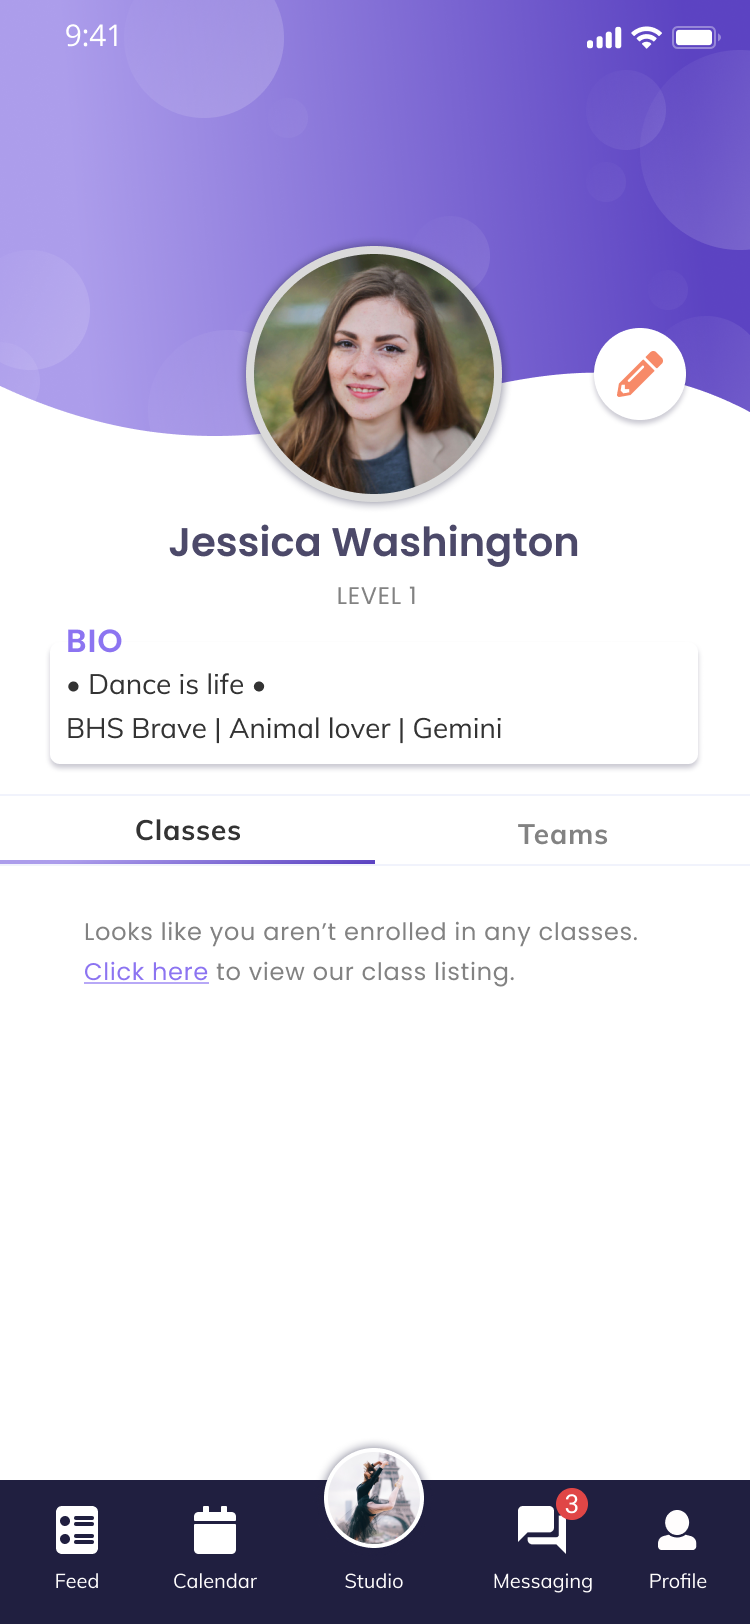 9:41
Jessica Washington
LEVEL 1
BIO
• Dance is life •
BHS Brave | Animal lover | Gemini
Classes
Teams
Looks like you aren’t enrolled in any classes.
Click here to view our class listing.
3
Feed
Calendar
Studio
Messaging
Profile